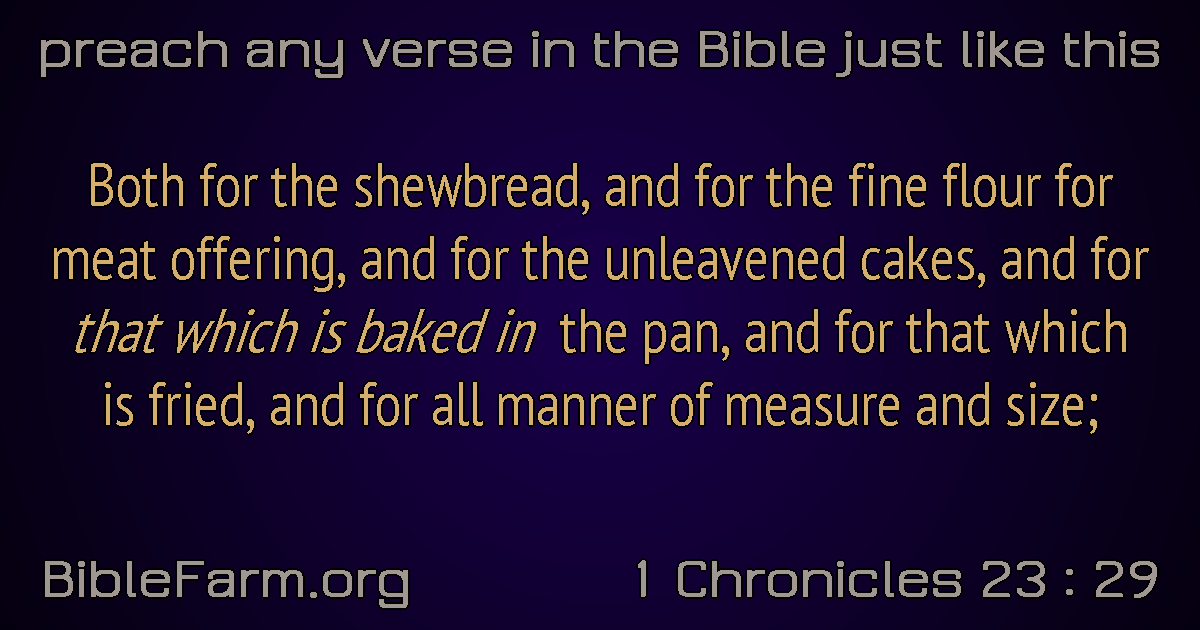 preach any verse in the Bible just like this
Both for the shewbread, and for the fine flour for
meat offering, and for the unleavened cakes, and for
that which is baked in the pan, and for that which
is fried, and for all manner of measure and size;
BibleFarm.org
1 Chronicles 23 : 29